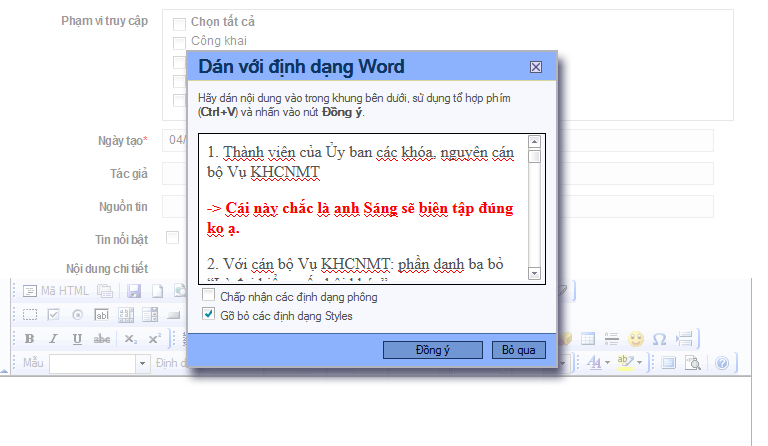 Phạm vi truy cập
Chọn tất cả
Công khai
Dán với định dạng Word
Hãy dán nội dung vào trong khung bên dưới, sử dụng tổ hợp phím
(Ctrl+V) và nhấn vào nút Đồng ý.
Ngày tạo*
04/
1. Thành viên của Ủy ban các khóa, nguyên cán
bộ Vụ KHCNMT
Tác giả
Nguồn tin
-> Cái này chắc là anh Sáng sẽ biên tập đúng
ko ạ.
Tin nổi bật
2. Với cán bộ Vụ KHCNMT: phần danh bạ bỏ
Nội dung chi tiết
Mã HTML
Chấp nhận các định dạng phông
Gỡ bỏ các định dạng Styles
Đồng ý
Bỏ qua
Mẫu
Định d